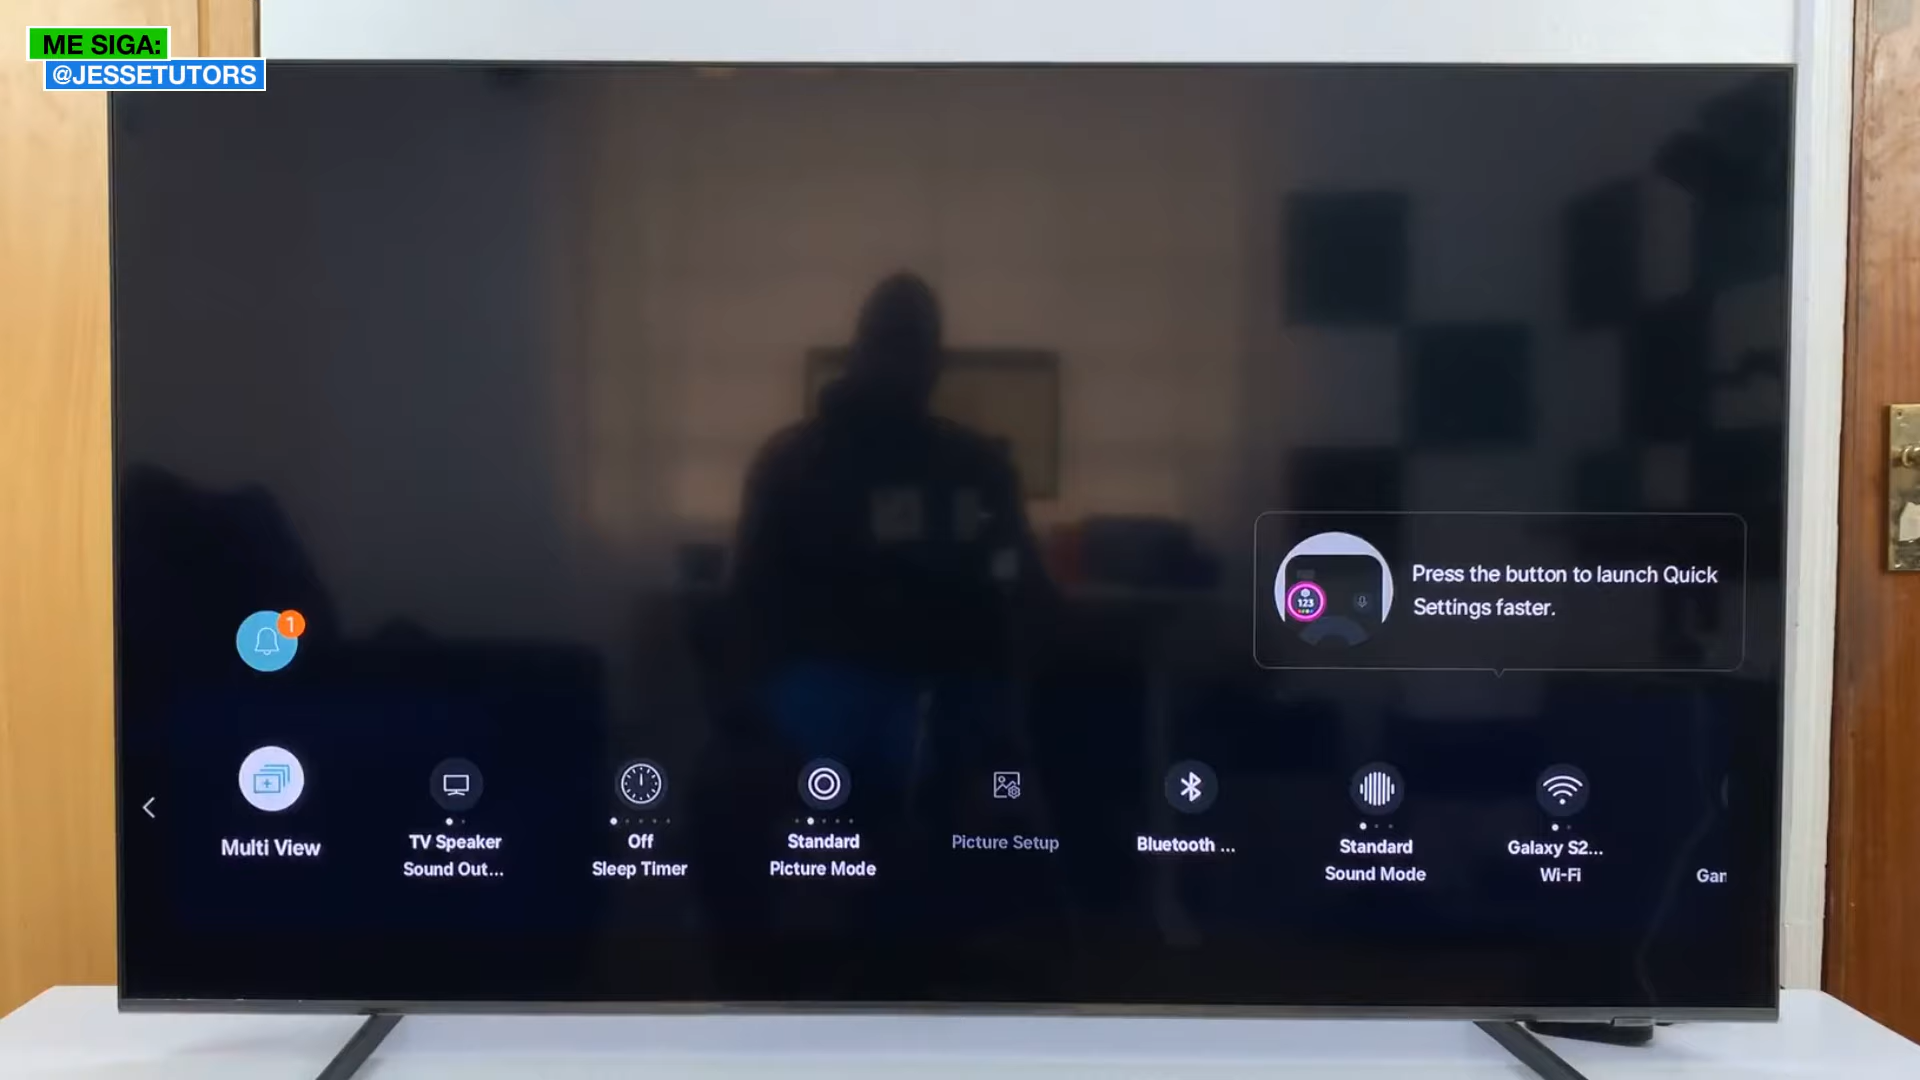 ME SIGA:
@JESSETUTORS
Press the button to launch Quick
Settings faster.
123
1
Multi View
TV Speaker
Sound Out...
Off
Sleep Timer
Standard
Picture Mode
Picture Setup
Bluetooth ...
Standard
Sound Mode
Galaxy S2...
Wi-Fi
Gar